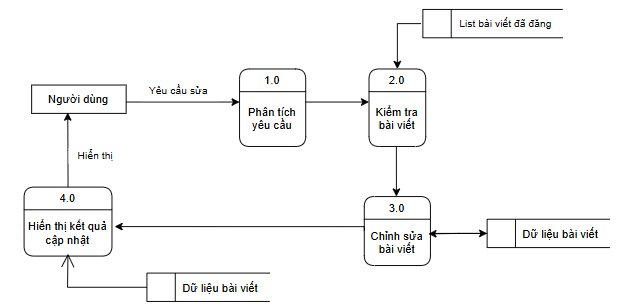 List bài viết đã đăng
1.0
2.0
Người dùng
Yêu cầu sửa
Phân tích
yêu cầu
Kiểm tra
bài viết
Hiển thị
4.0
3.0
Hiển thị kết quả
cập nhật
Chỉnh sửa
bài viết
Dữ liệu bài viết
Dữ liệu bài viết